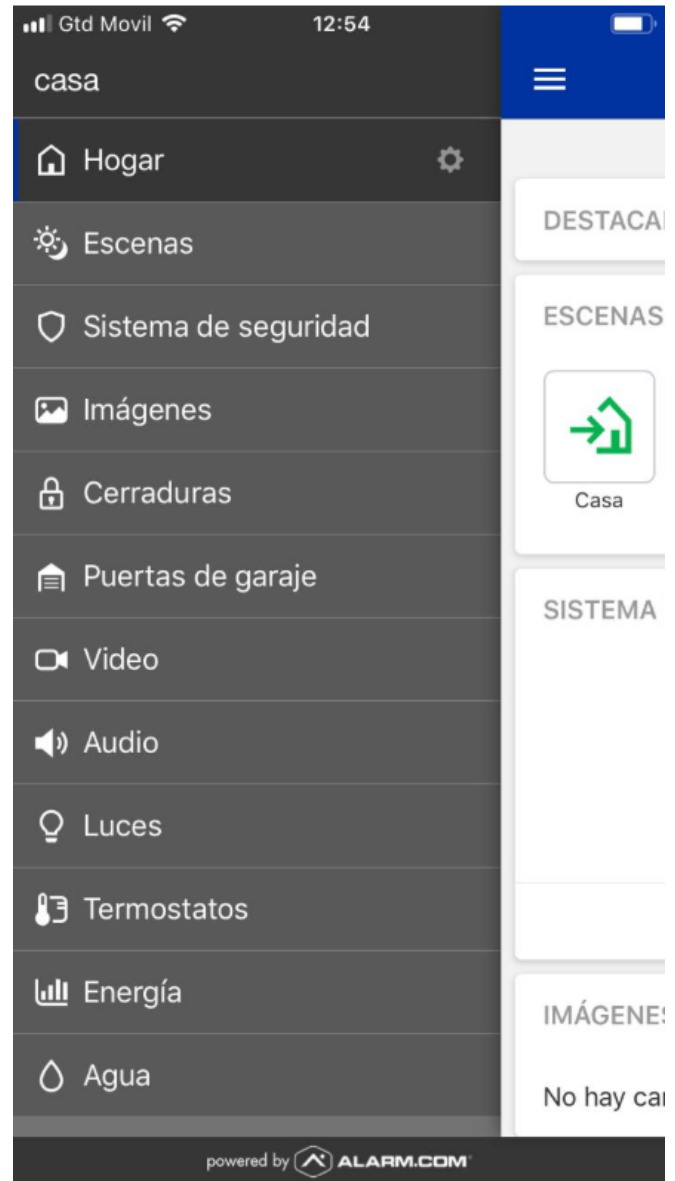 Gtd Movil 12:54
casa
Hogar
Escenas
Sistema de seguridad
Imágenes
Cerraduras
Puertas de garaje
Video
Audio
Luces
Termostatos
Energía
Agua
DESTACA
ESCENAS
Casa
SISTEMA
IMÁGENES
No hay ca
powered by ALARM.COM